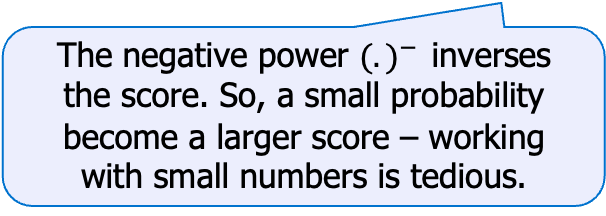 The negative power (.)⁻ inverses
the score. So, a small probability
become a larger score – working
with small numbers is tedious.